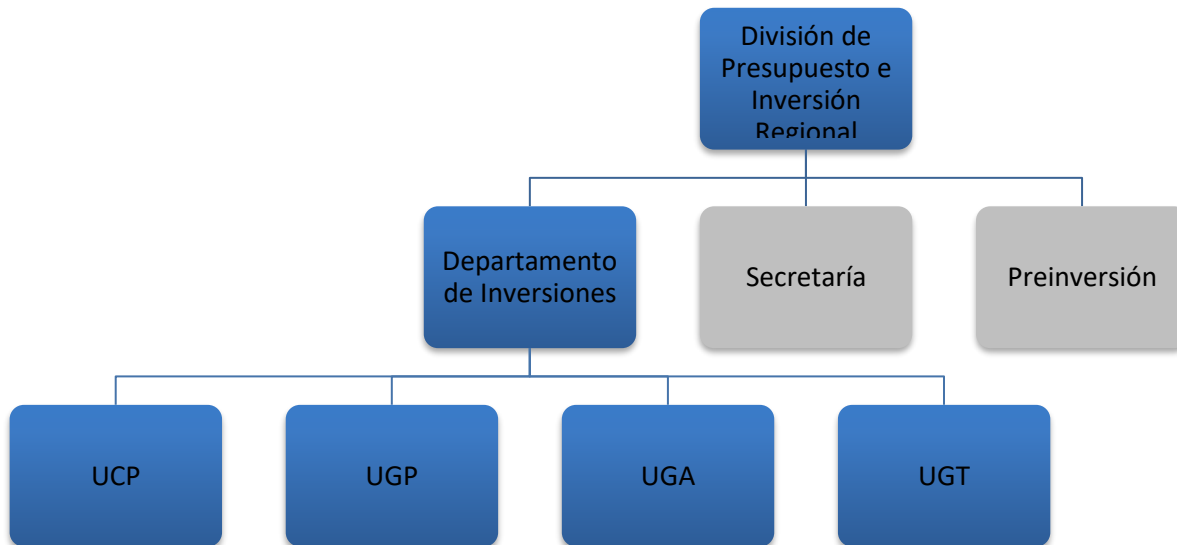 División de
Presupuesto e
Inversión
Regional
Departamento
de Inversiones
Secretaría
Preinversión
UCP
UGP
UGA
UGT